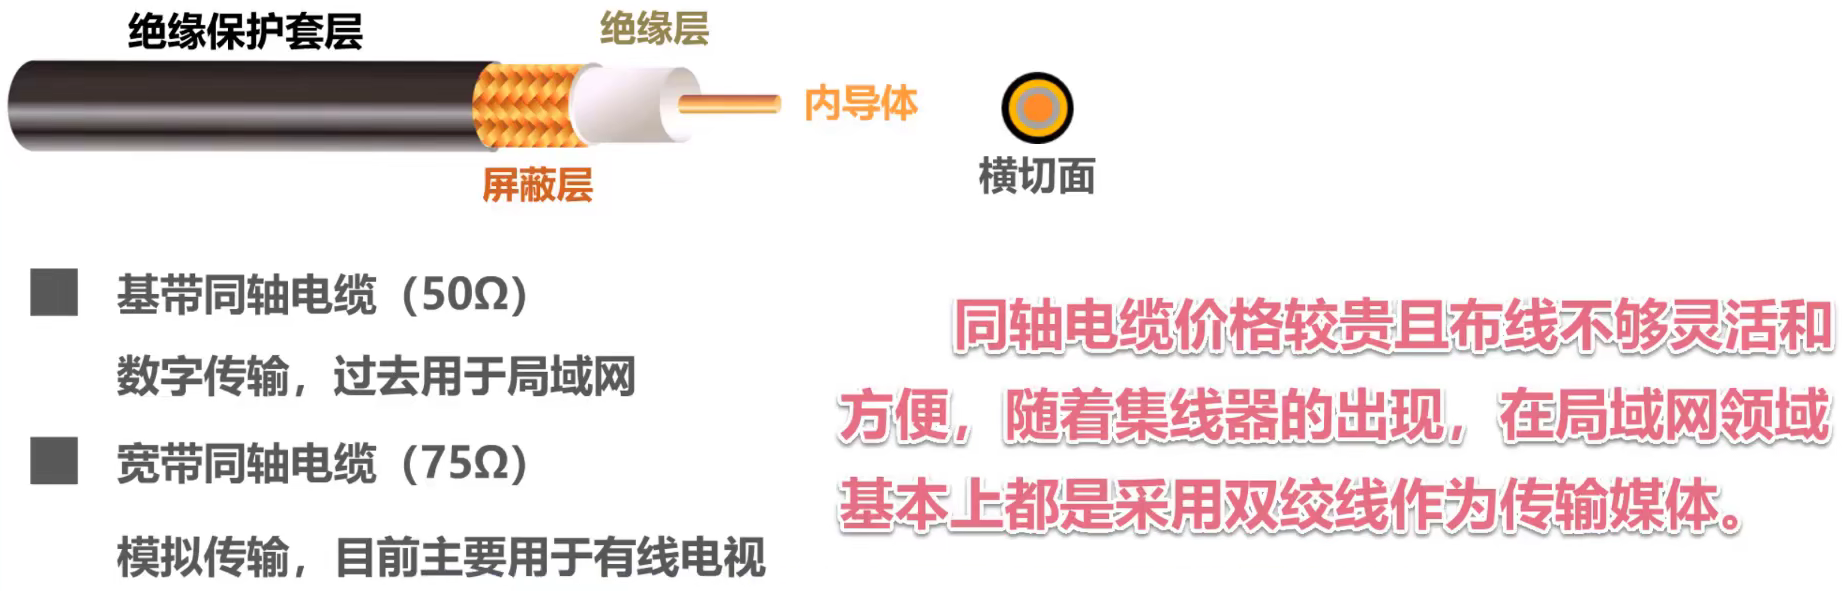 绝缘保护套层
绝缘层
内导体
屏蔽层
横切面
基带同轴电缆（50Ω）
数字传输，过去用于局域网
宽带同轴电缆（75Ω）
模拟传输，目前主要用于有线电视
同轴电缆价格较贵且布线不够灵活和
方便，随着集线器的出现，在局域网领域
基本上都是采用双绞线作为传输媒体。